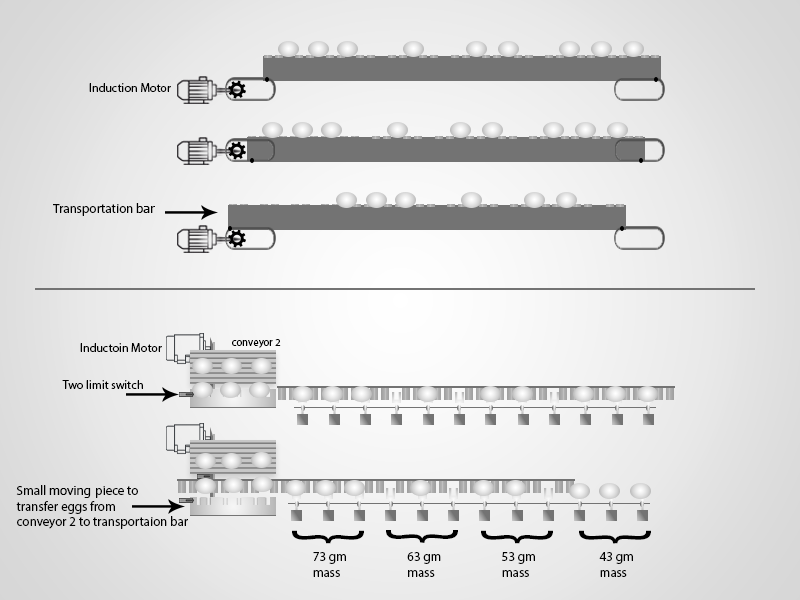 Induction Motor
Transportation bar
Inductoin Motor
conveyor 2
Two limit switch
Small moving piece to
transfer eggs from
conveyor 2 to transportaion bar
73 gm
mass
63 gm
mass
53 gm
mass
43 gm
mass